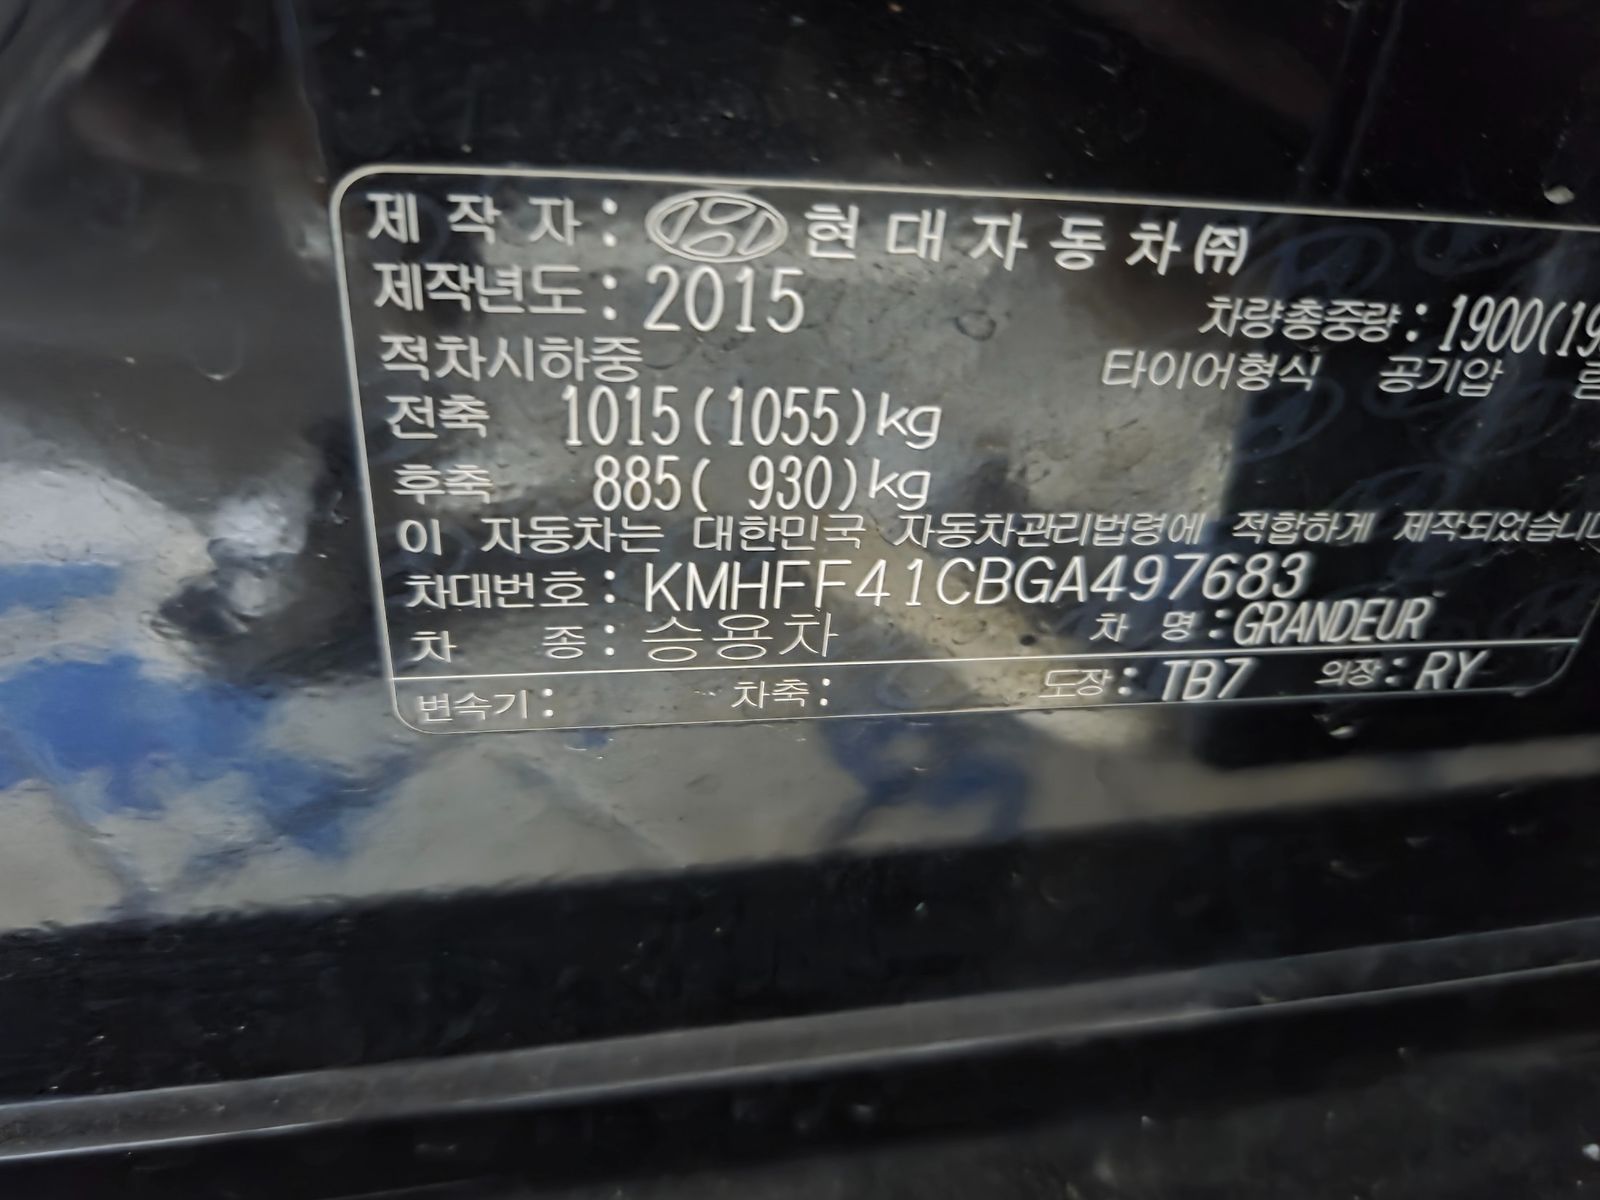 제 작 자 : 현 대 자 동 차 ㈜
제작년도 : 2015
차량총중량 : 1900(19
적차시하중
타이어형식 공기압
전축 1015(1055)kg
후축 885( 930)kg
이 자동차는 대한민국 자동차관리법령에 적합하게 제작되었습니다
차대번호 : KMHFF41CBGA497683
차 종 : 승용차 차 명 : GRANDEUR
변속기 : 차축 : 도장 : TB7 의장 : RY